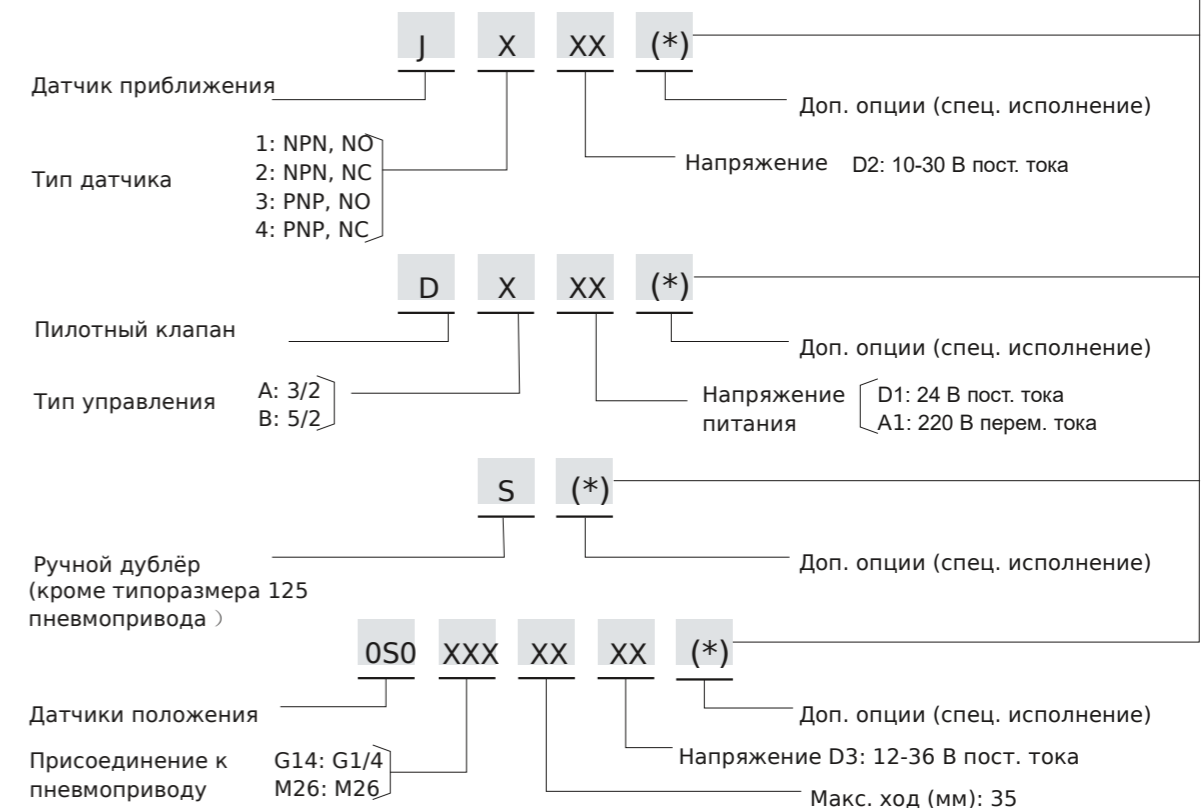 J X XX (*)
Датчик приближения
Доп. опции (спец. исполнение)
1: NPN, NO
2: NPN, NC
3: PNP, NO
4: PNP, NC
Тип датчика
Напряжение D2: 10-30 В пост. тока
D X XX (*)
Пилотный клапан
Доп. опции (спец. исполнение)
Тип управления
A: 3/2
B: 5/2
Напряжение
питания
D1: 24 В пост. тока
A1: 220 В перем. тока
S (*)
Ручной дублёр
(кроме типоразмера 125
пневмопривода ）
Доп. опции (спец. исполнение)
0S0 XXX XX XX (*)
Датчики положения
Доп. опции (спец. исполнение)
Присоединение к
пневмоприводу
G14: G1/4
M26: M26
Напряжение D3: 12-36 В пост. тока
Макс. ход (мм): 35